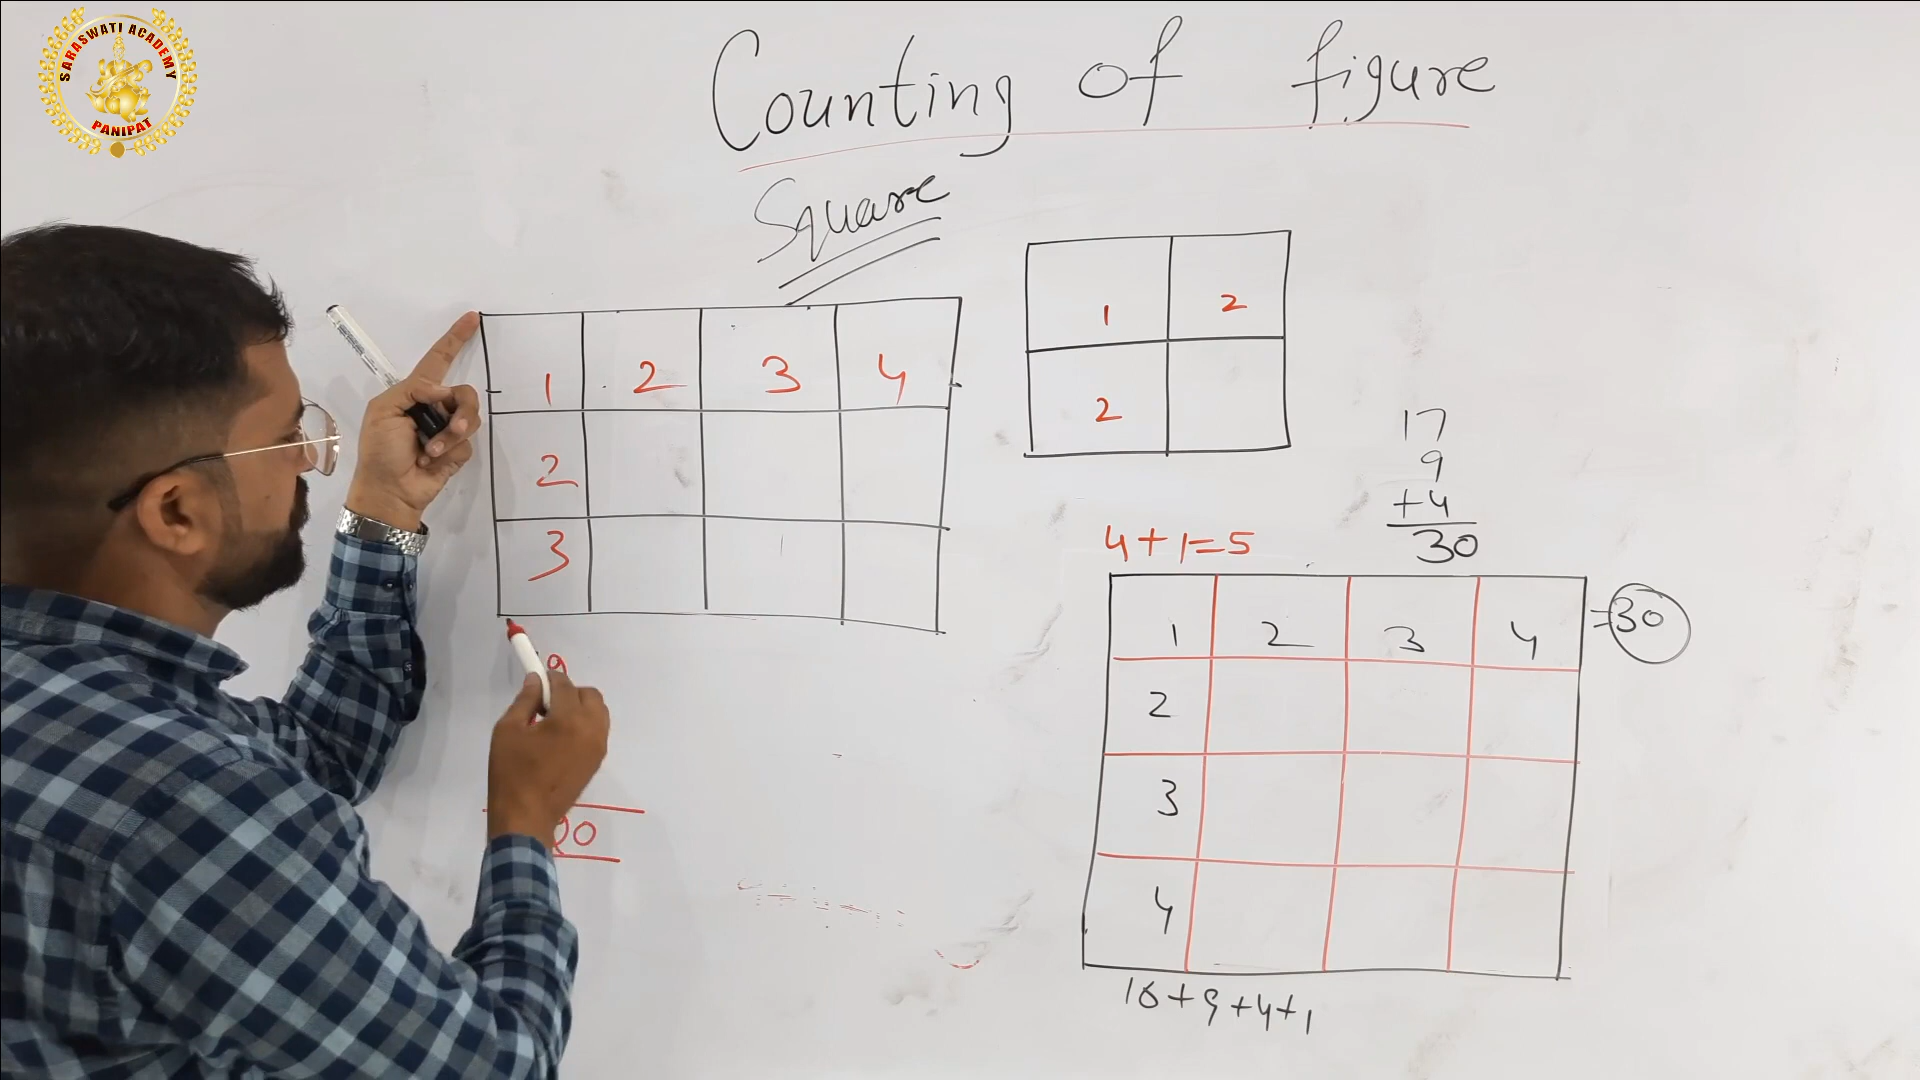 SARASWATI ACADEMY
PANIPAT
Counting of figure
Square
1 2
2
1 2 3 4
2
3
17
9
+4
30
4+1=5
1 2 3 4
2
3
4
=30
16+9+4+1